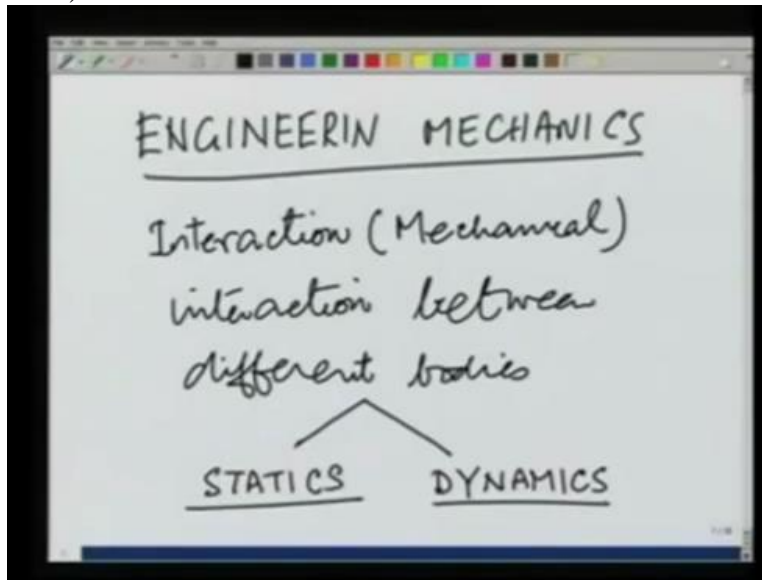 ENGINEERIN MECHANICS
Interaction (Mechanical)
interaction between
different bodies
STATICS DYNAMICS